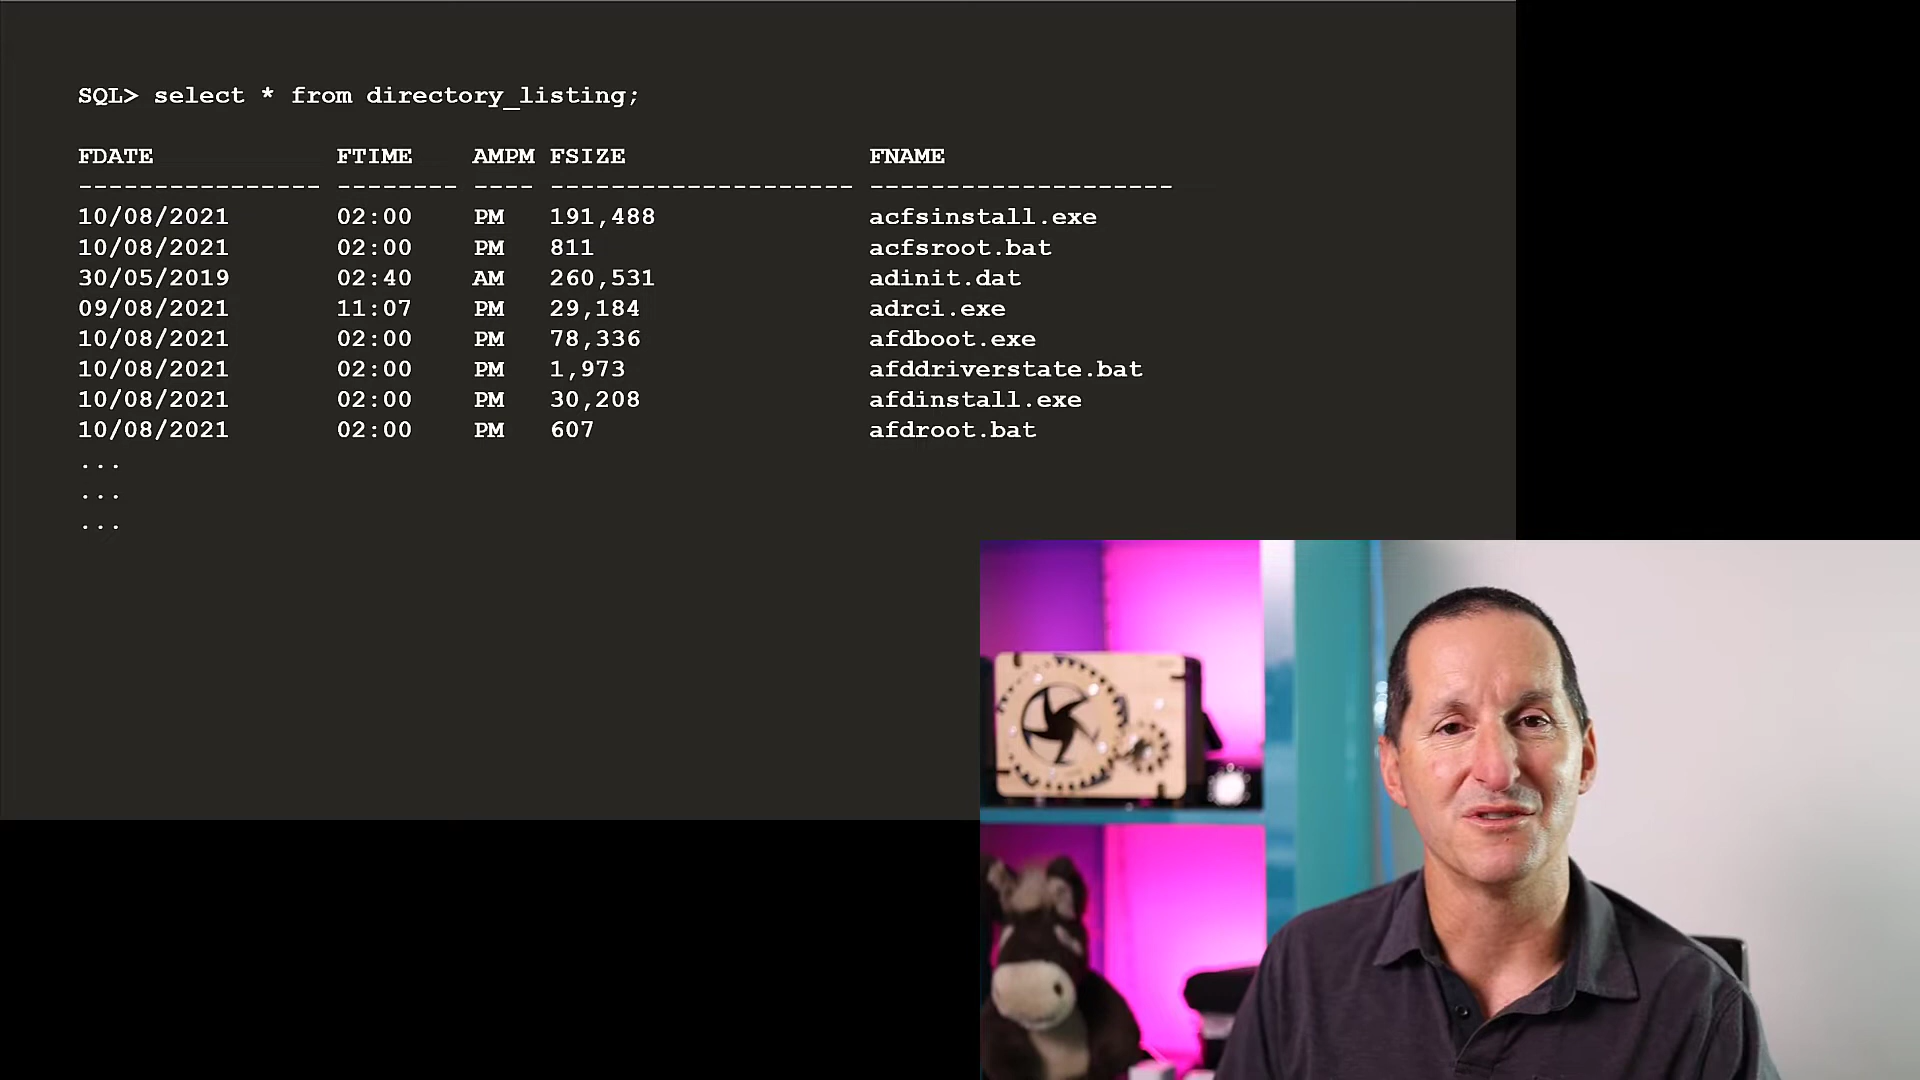 SQL> select * from directory_listing;
FDATE FTIME AMPM FSIZE FNAME
---------------- -------- ---- -------------------- --------------------
10/08/2021 02:00 PM 191,488 acfsinstall.exe
10/08/2021 02:00 PM 811 acfsroot.bat
30/05/2019 02:40 AM 260,531 adinit.dat
09/08/2021 11:07 PM 29,184 adrci.exe
10/08/2021 02:00 PM 78,336 afdboot.exe
10/08/2021 02:00 PM 1,973 afddriverstate.bat
10/08/2021 02:00 PM 30,208 afdinstall.exe
10/08/2021 02:00 PM 607 afdroot.bat
...
...
...